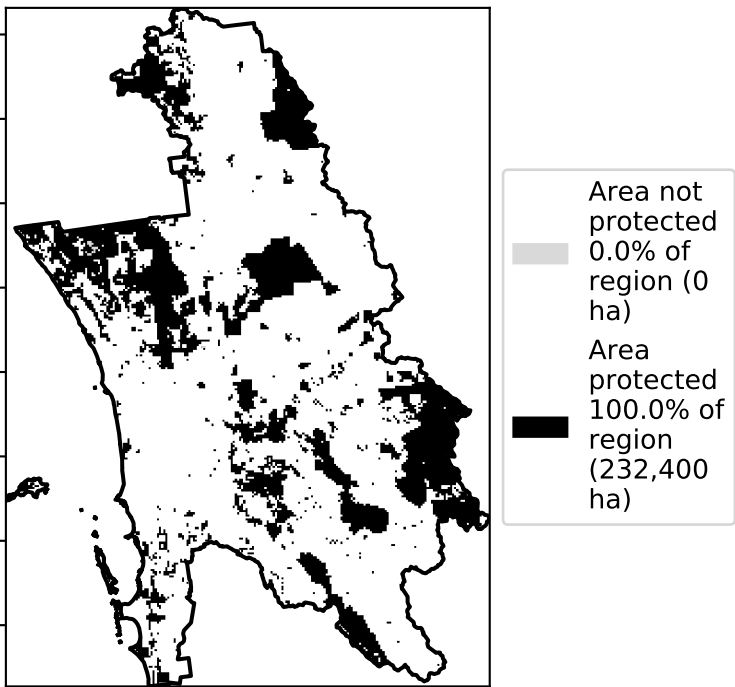 Area not
protected
0.0% of
region (0
ha)
Area
protected
100.0% of
region
(232,400
ha)